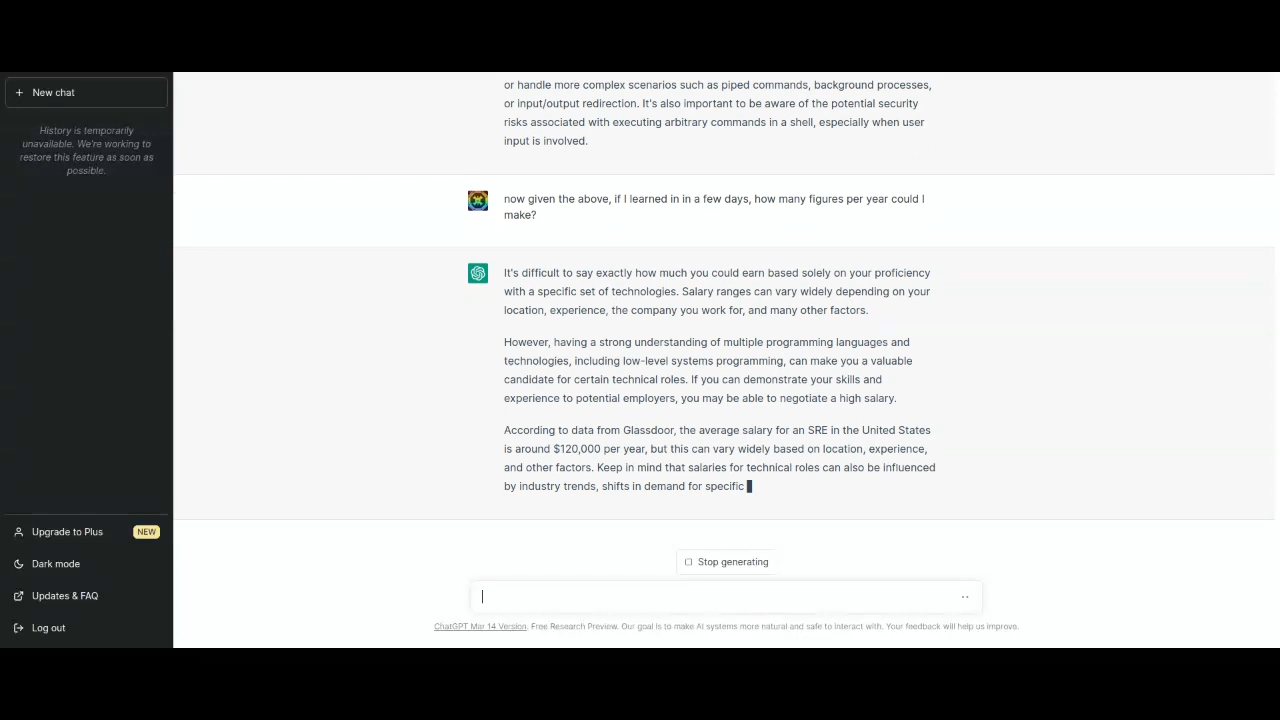 New chat
History is temporarily
unavailable. We're working to
restore this feature as soon as
possible.
or handle more complex scenarios such as piped commands, background processes,
or input/output redirection. It's also important to be aware of the potential security
risks associated with executing arbitrary commands in a shell, especially when user
input is involved.
now given the above, if I learned in in a few days, how many figures per year could I
make?
It's difficult to say exactly how much you could earn based solely on your proficiency
with a specific set of technologies. Salary ranges can vary widely depending on your
location, experience, the company you work for, and many other factors.
However, having a strong understanding of multiple programming languages and
technologies, including low-level systems programming, can make you a valuable
candidate for certain technical roles. If you can demonstrate your skills and
experience to potential employers, you may be able to negotiate a high salary.
According to data from Glassdoor, the average salary for an SRE in the United States
is around $120,000 per year, but this can vary widely based on location, experience,
and other factors. Keep in mind that salaries for technical roles can also be influenced
by industry trends, shifts in demand for specific
Upgrade to Plus NEW
Dark mode
Updates & FAQ
Log out
Stop generating
ChatGPT Mar 14 Version. Free Research Preview. Our goal is to make AI systems more natural and safe to interact with. Your feedback will help us improve.